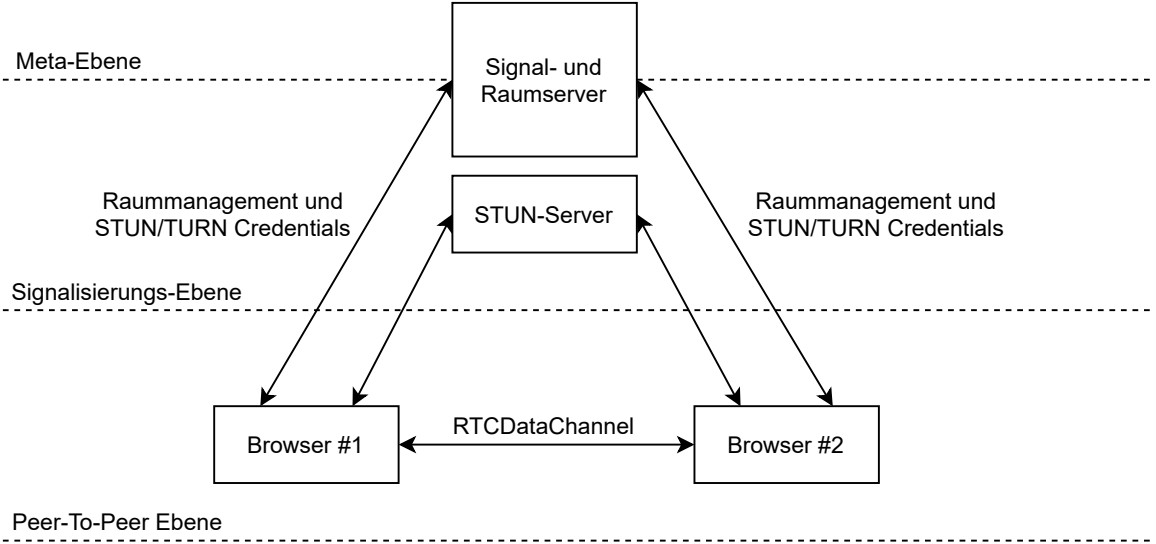 Meta-Ebene
Signal- und
Raumserver
Raummanagement und
STUN/TURN Credentials
STUN-Server
Raummanagement und
STUN/TURN Credentials
Signalisierungs-Ebene
Browser #1
RTCDataChannel
Browser #2
Peer-To-Peer Ebene